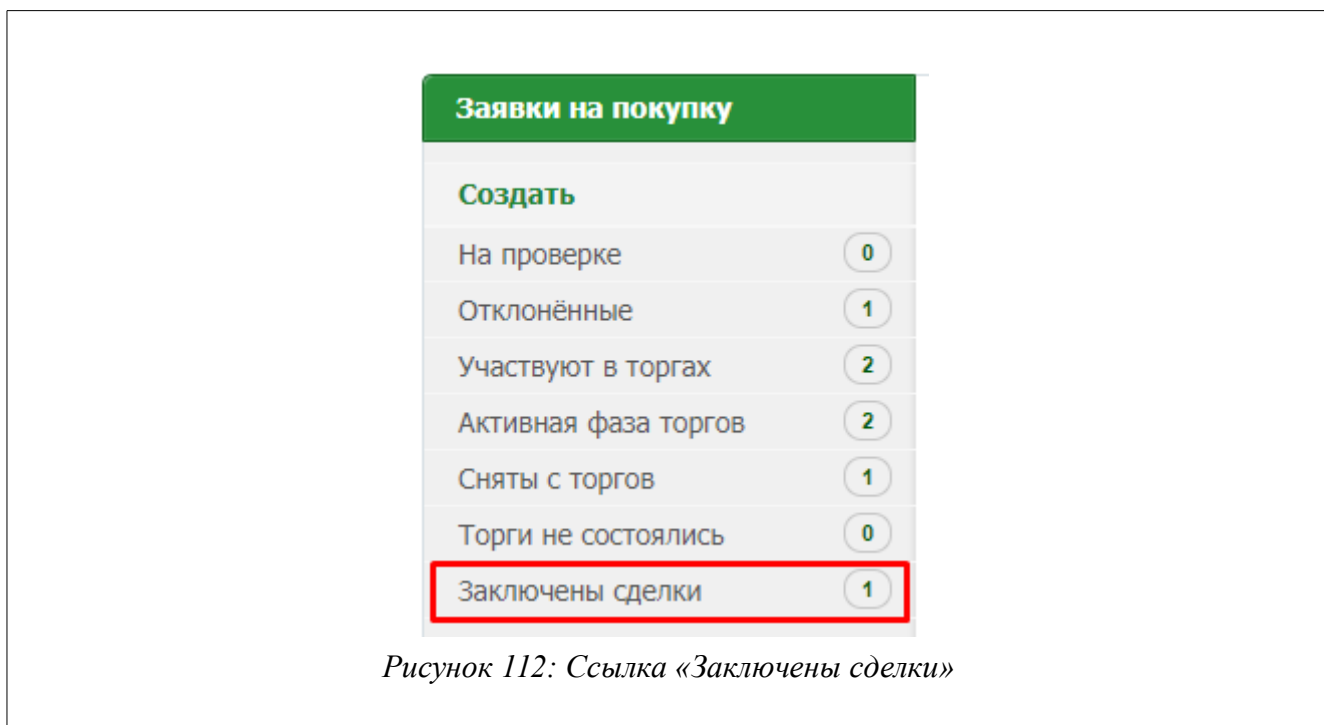 Заявки на покупку
Создать
На проверке 0
Отклонённые 1
Участвуют в торгах 2
Активная фаза торгов 2
Сняты с торгов 1
Торги не состоялись 0
Заключены сделки 1
Рисунок 112: Ссылка «Заключены сделки»